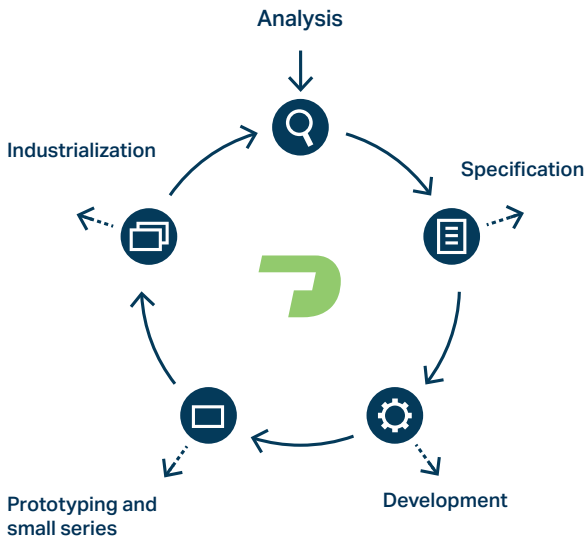 Analysis
Industrialization
Specification
Prototyping and
small series
Development